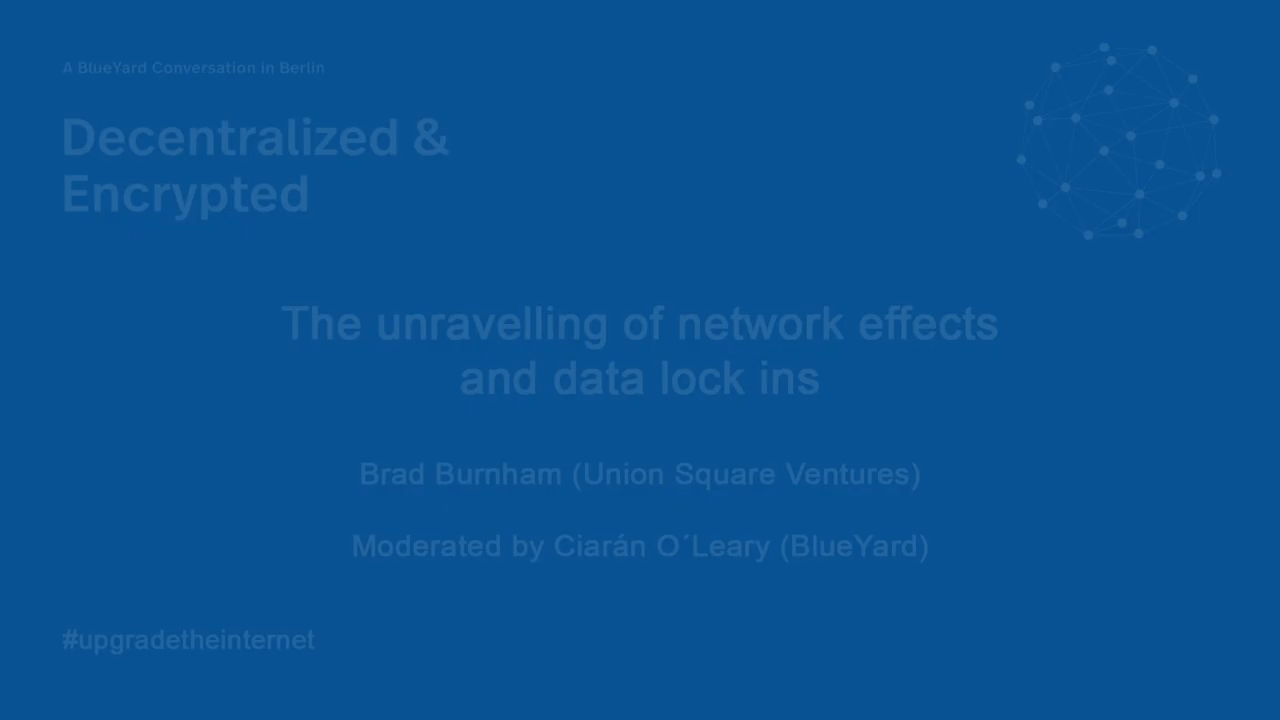 A BlueYard Conversation in Berlin
Decentralized &
Encrypted
The unravelling of network effects
and data lock ins
Brad Burnham (Union Square Ventures)
Moderated by Ciarán O´Leary (BlueYard)
#upgradetheinternet